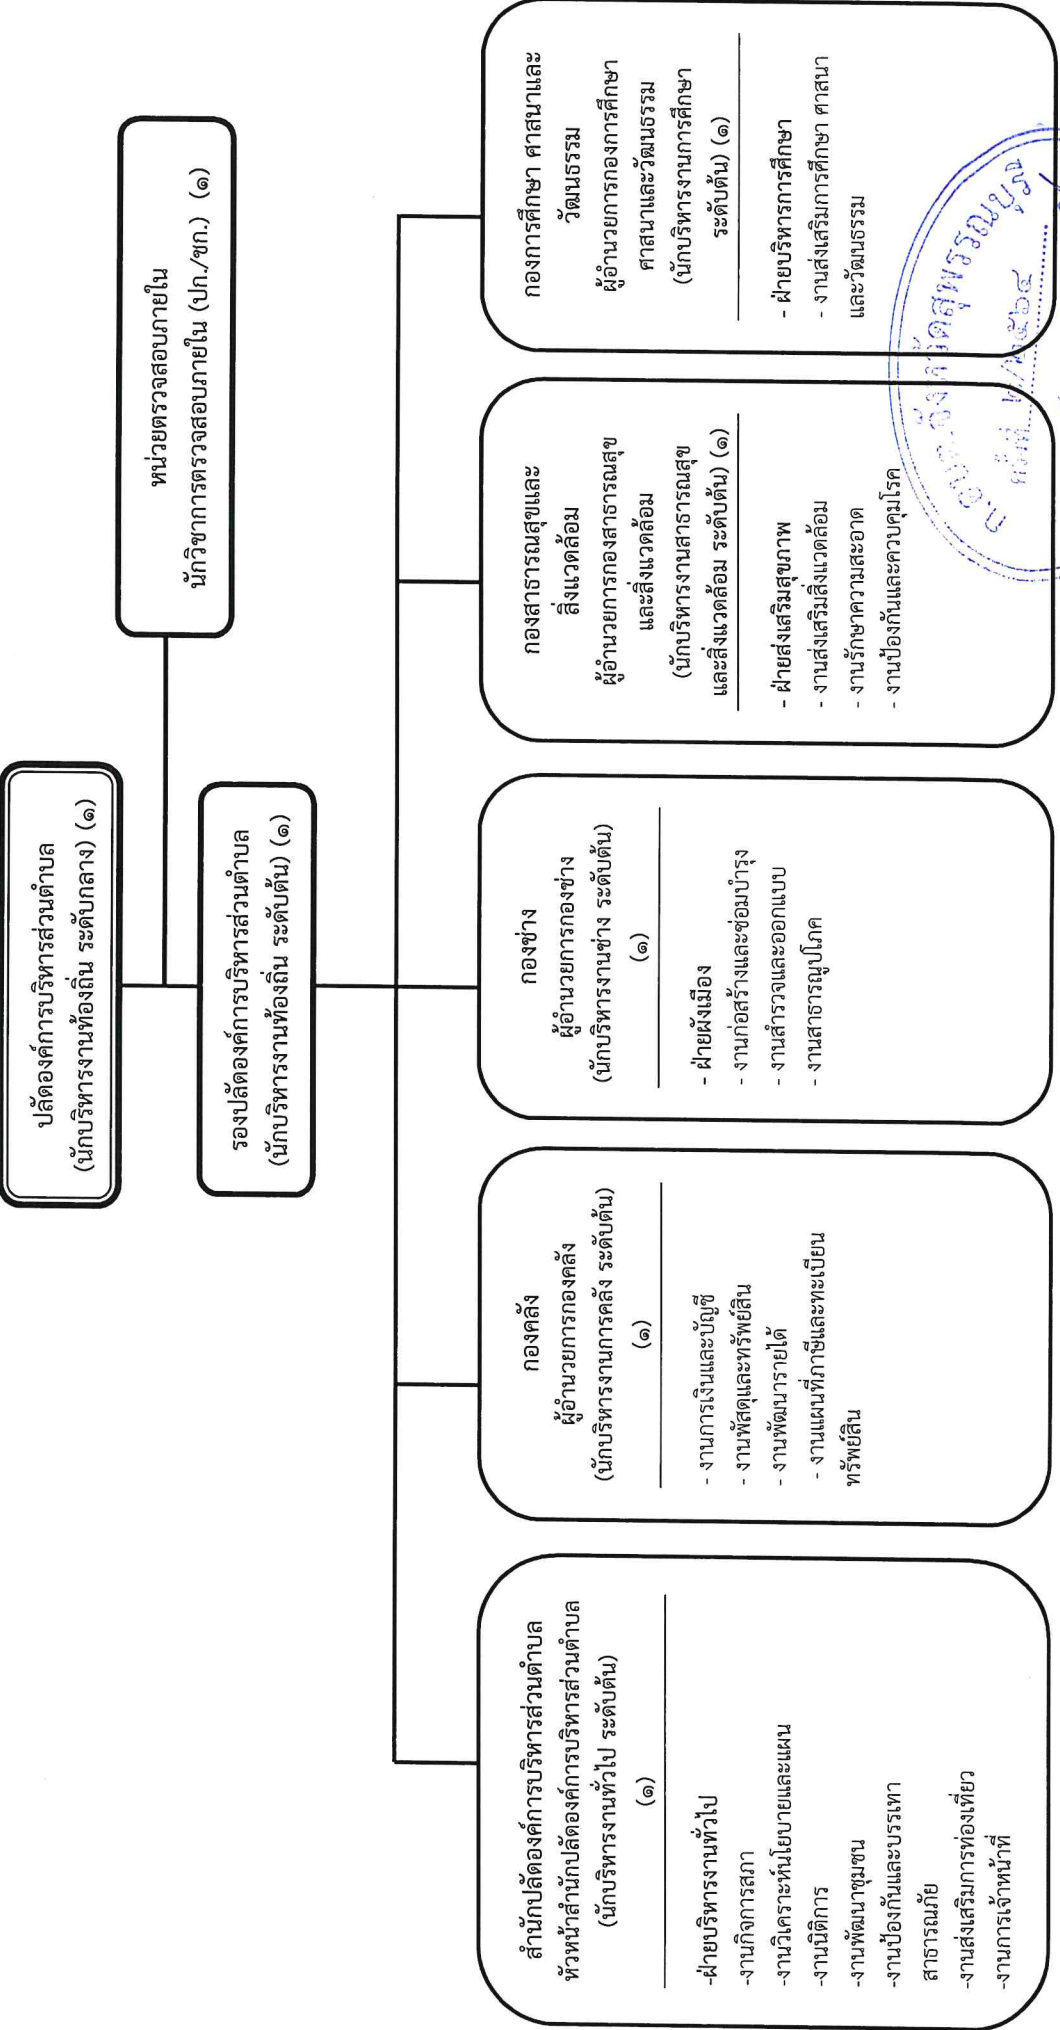 ปลัดองค์การบริหารส่วนตำบล
(นักบริหารงานท้องถิ่น ระดับกลาง) (๑)
หน่วยตรวจสอบภายใน
นักวิชาการตรวจสอบภายใน (ปก./ชก.) (๑)
รองปลัดองค์การบริหารส่วนตำบล
(นักบริหารงานท้องถิ่น ระดับต้น) (๑)
สำนักปลัดองค์การบริหารส่วนตำบล
หัวหน้าสำนักปลัดองค์การบริหารส่วนตำบล
(นักบริหารงานทั่วไป ระดับต้น)
(๑)
-ฝ่ายบริหารงานทั่วไป
-งานกิจการสภา
-งานวิเคราะห์นโยบายและแผน
-งานนิติการ
-งานพัฒนาชุมชน
-งานป้องกันและบรรเทา
สาธารณภัย
-งานส่งเสริมการท่องเที่ยว
-งานการเจ้าหน้าที่
กองคลัง
ผู้อำนวยการกองคลัง
(นักบริหารงานการคลัง ระดับต้น)
(๑)
- งานการเงินและบัญชี
- งานพัสดุและทรัพย์สิน
- งานพัฒนารายได้
- งานแผนที่ภาษีและทะเบียน
ทรัพย์สิน
กองช่าง
ผู้อำนวยการกองช่าง
(นักบริหารงานช่าง ระดับต้น)
(๑)
- ฝ่ายผังเมือง
- งานก่อสร้างและซ่อมบำรุง
- งานสำรวจและออกแบบ
- งานสาธารณูปโภค
กองสาธารณสุขและ
สิ่งแวดล้อม
ผู้อำนวยการกองสาธารณสุข
และสิ่งแวดล้อม
(นักบริหารงานสาธารณสุข
และสิ่งแวดล้อม ระดับต้น) (๑)
- ฝ่ายส่งเสริมสุขภาพ
- งานส่งเสริมสิ่งแวดล้อม
- งานรักษาความสะอาด
- งานป้องกันและควบคุมโรค
กองการศึกษา ศาสนาและ
วัฒนธรรม
ผู้อำนวยการกองการศึกษา
ศาสนาและวัฒนธรรม
(นักบริหารงานการศึกษา
ระดับต้น) (๑)
- ฝ่ายบริหารการศึกษา
- งานส่งเสริมการศึกษา ศาสนา
และวัฒนธรรม
ก.อบต.จังหวัดสุพรรณบุรี
ครั้งที่